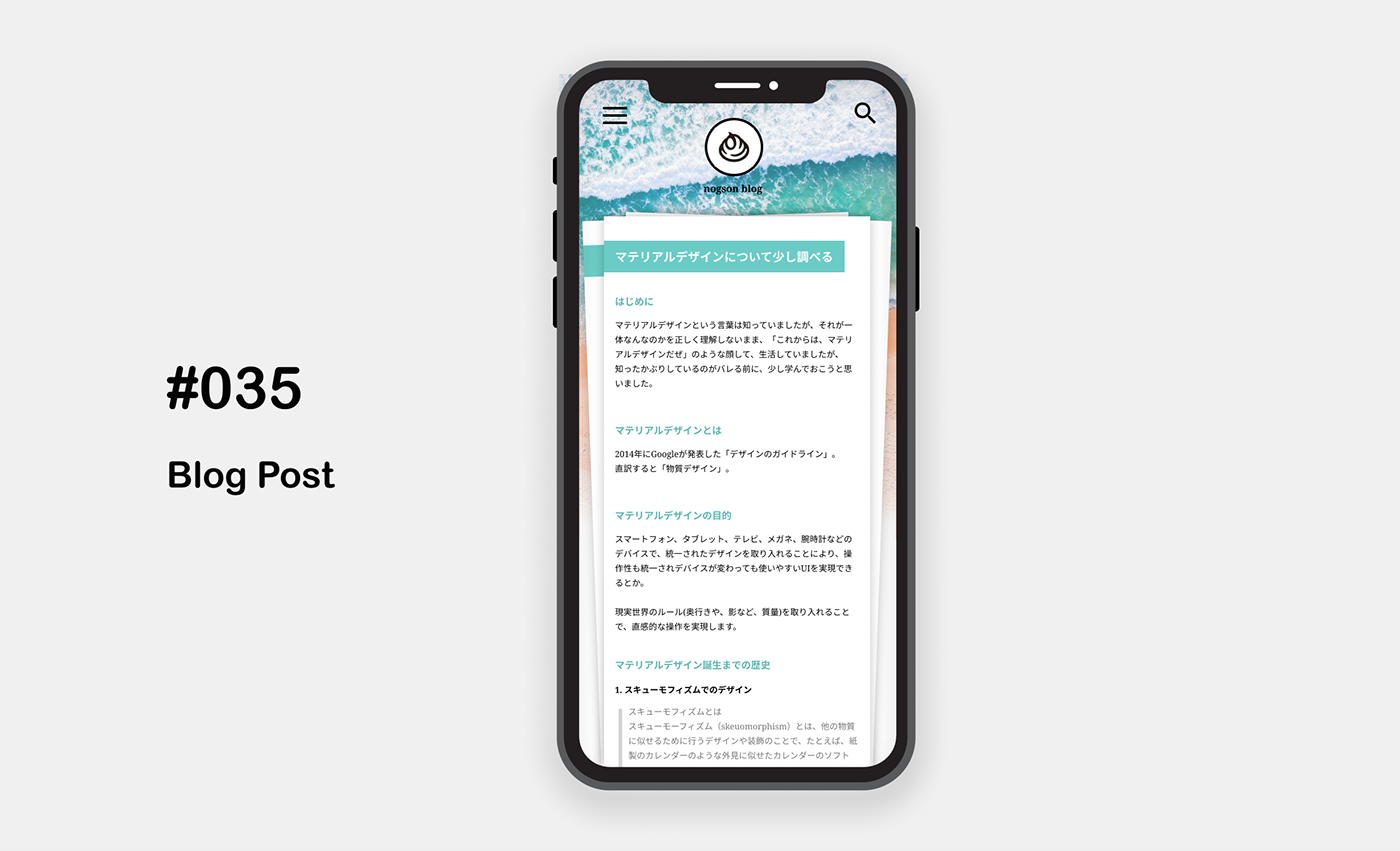 #035
Blog Post
nogson blog
マテリアルデザインについて少し調べる
はじめに
マテリアルデザインという言葉は知っていましたが、それが一
体なんなのかを正しく理解しないまま、「これからは、マテリ
アルデザインだぜ」のような顔して、生活していましたが、
知ったかぶりしているのがバレる前に、少し学んでおこうと思
いました。
マテリアルデザインとは
2014年にGoogleが発表した「デザインのガイドライン」。
直訳すると「物質デザイン」。
マテリアルデザインの目的
スマートフォン、タブレット、テレビ、メガネ、腕時計などの
デバイスで、統一されたデザインを取り入れることにより、操
作性も統一されデバイスが変わっても使いやすいUIを実現でき
るとか。
現実世界のルール(奥行きや、影など、質量)を取り入れること
で、直感的な操作を実現します。
マテリアルデザイン誕生までの歴史
1. スキューモフィズムでのデザイン
スキューモフィズムとは
スキューモーフィズム（skeuomorphism）とは、他の物質
に似せるために行うデザインや装飾のことで、たとえば、紙
製のカレンダーのような外見に似せたカレンダーのソフト